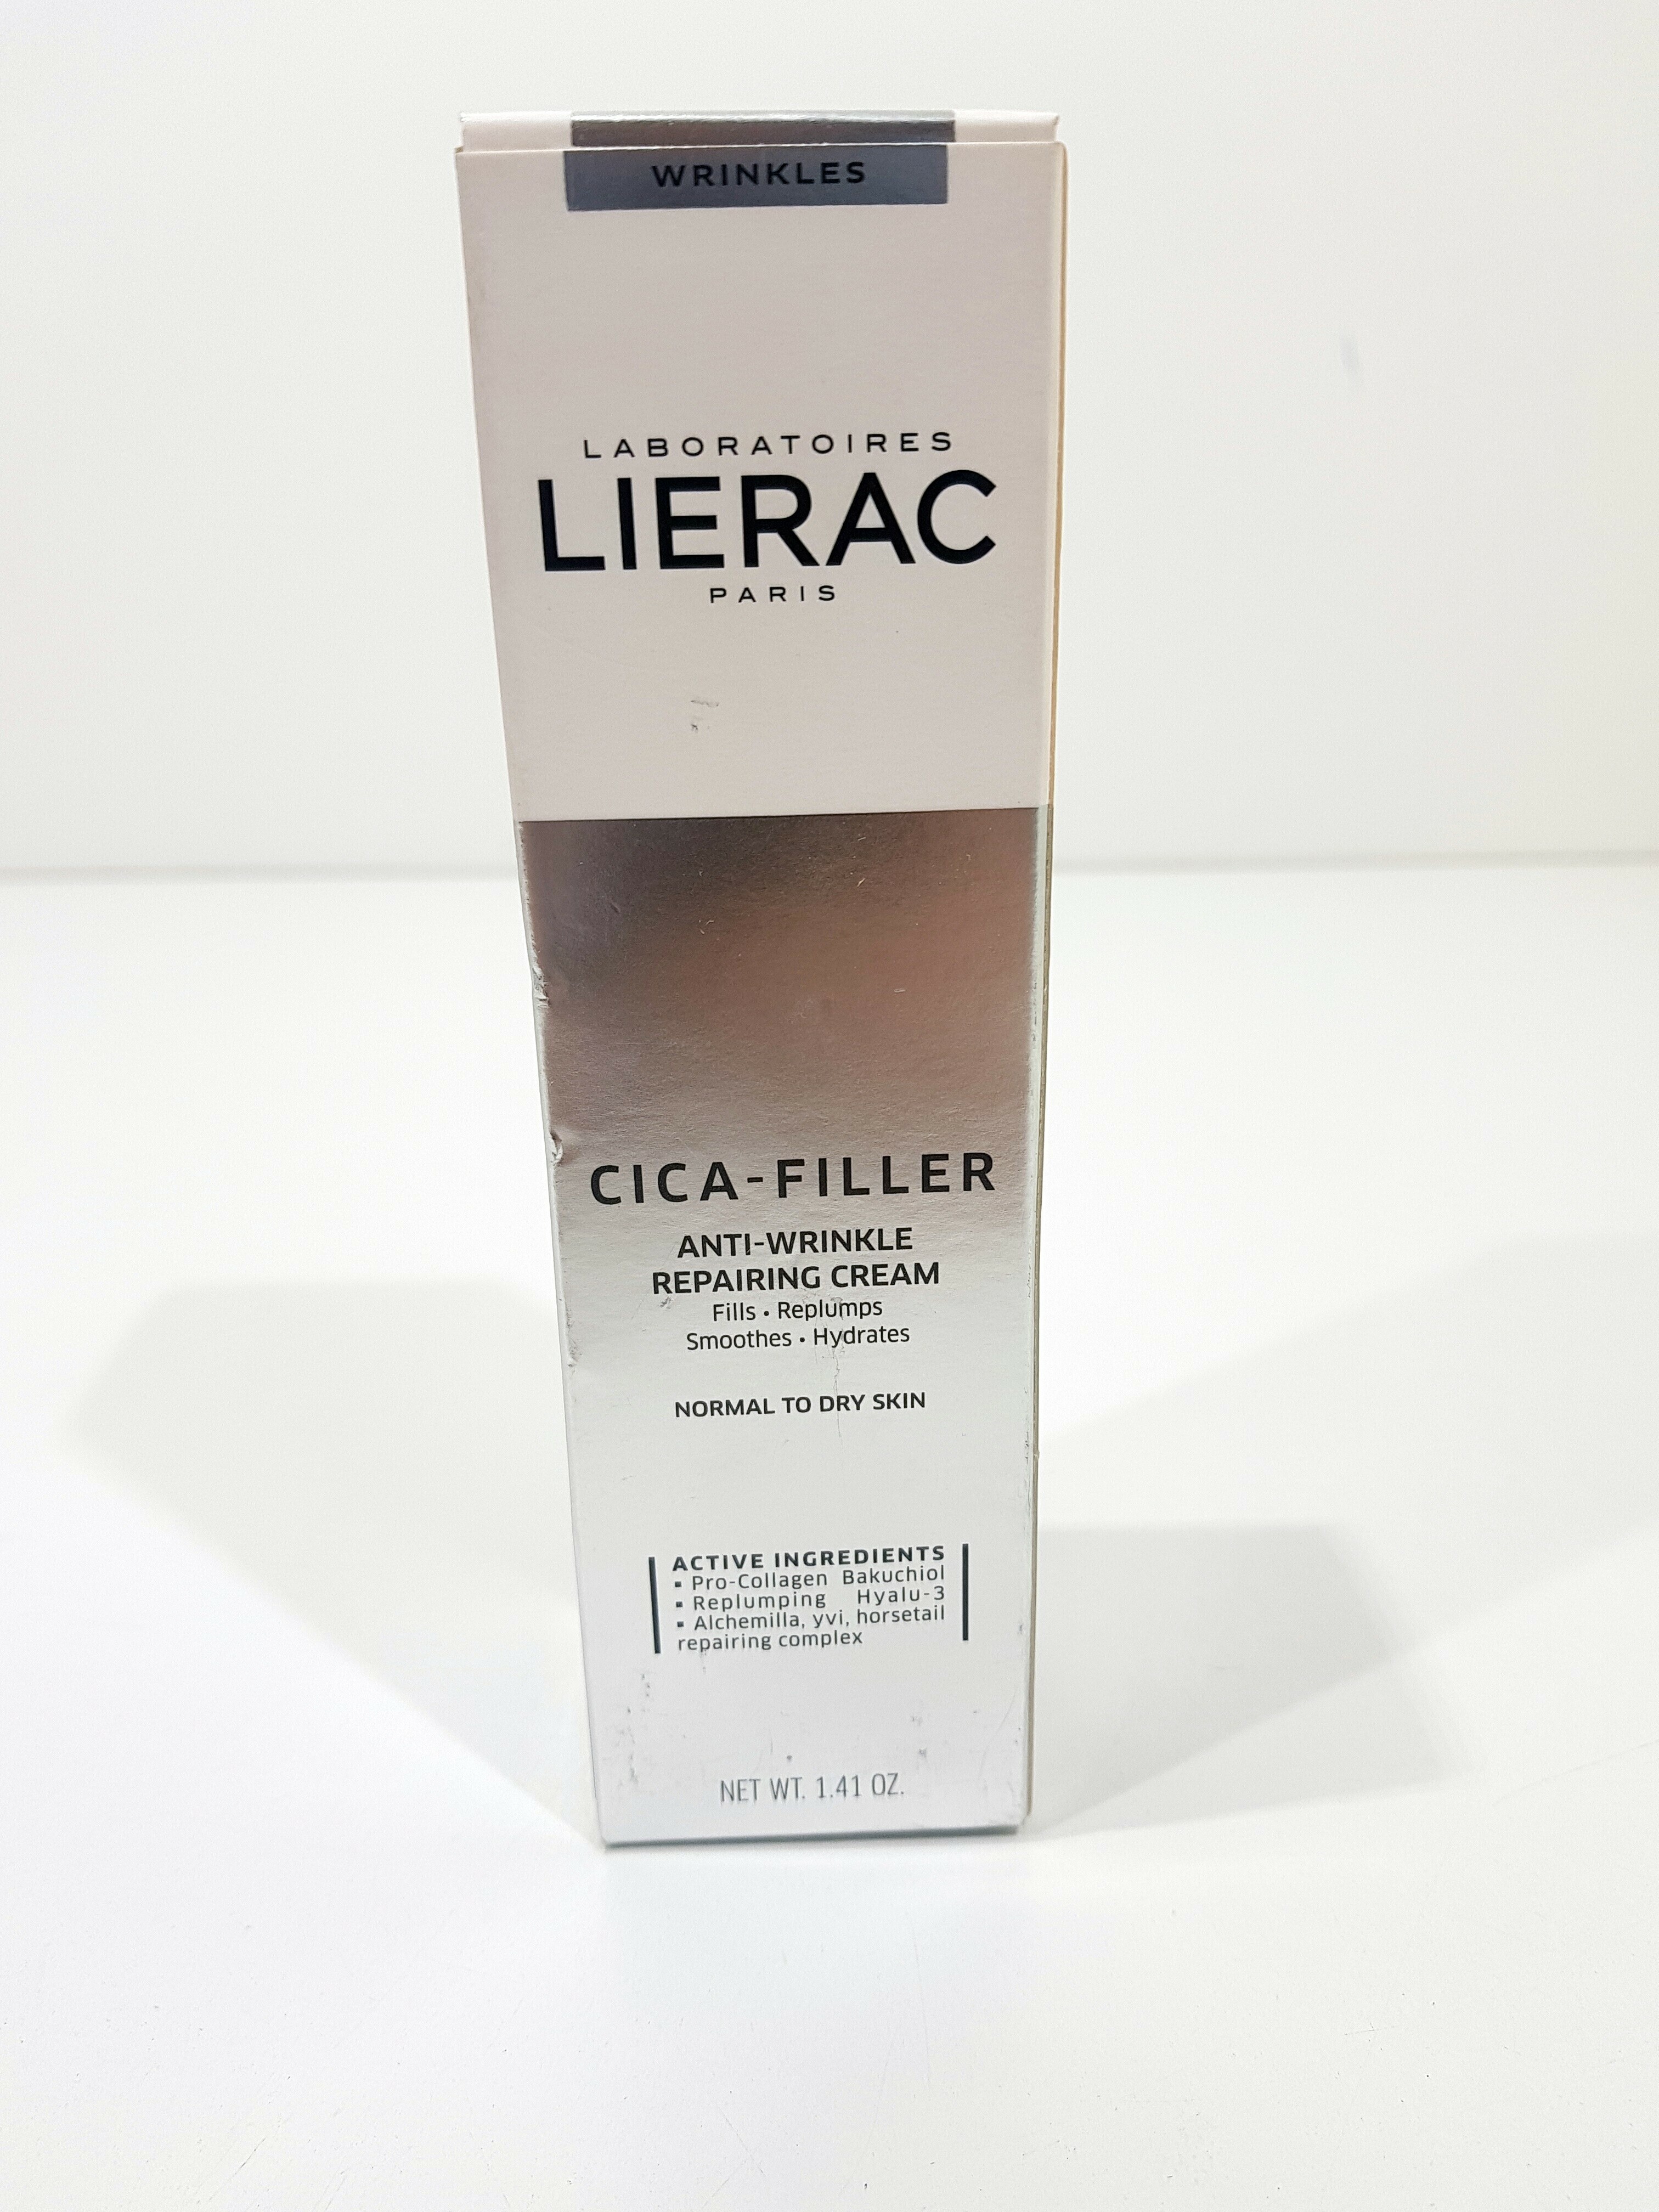 WRINKLES
LABORATOIRES
LIERAC
PARIS
CICA-FILLER
ANTI-WRINKLE
REPAIRING CREAM
Fills • Replumps
Smoothes • Hydrates
NORMAL TO DRY SKIN
ACTIVE INGREDIENTS
▪ Pro-Collagen Bakuchiol
▪ Replumping Hyalu-3
▪ Alchemilla, yvi, horsetail
repairing complex
NET WT. 1.41 OZ.